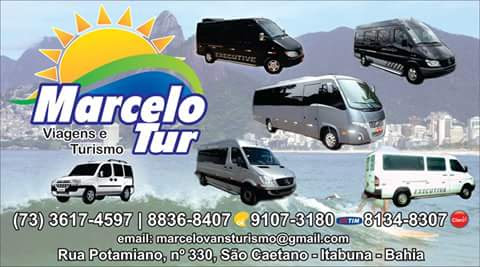 EXECUTIVE
Marcelo
Tur
Viagens e
Turismo
EXECUTIVE
(73) 3617-4597 | 8836-8407 9107-3180 TIM 8134-8307 Claro
email: marcelovansturismo@gmail.com
Rua Potamiano, nº 330, São Caetano - Itabuna - Bahia